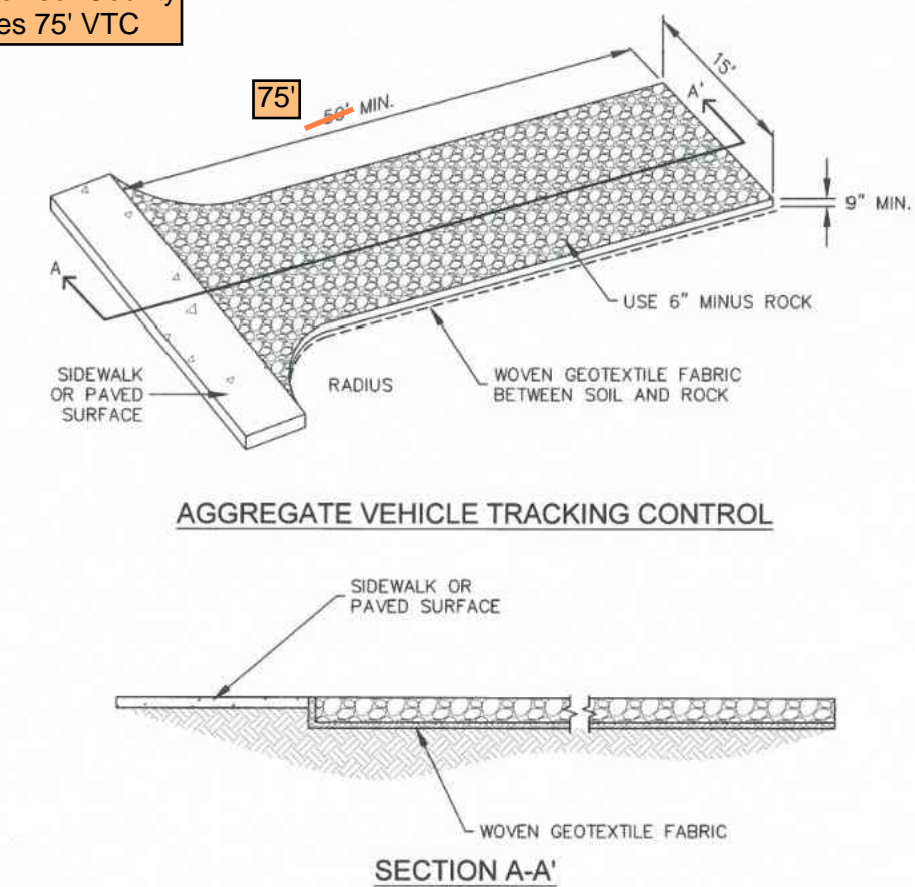 es 75' VTC
75'
50' MIN.
15'
A'
9" MIN.
A
USE 6" MINUS ROCK
SIDEWALK
OR PAVED
SURFACE
RADIUS
WOVEN GEOTEXTILE FABRIC
BETWEEN SOIL AND ROCK
AGGREGATE VEHICLE TRACKING CONTROL
SIDEWALK OR
PAVED SURFACE
WOVEN GEOTEXTILE FABRIC
SECTION A-A'